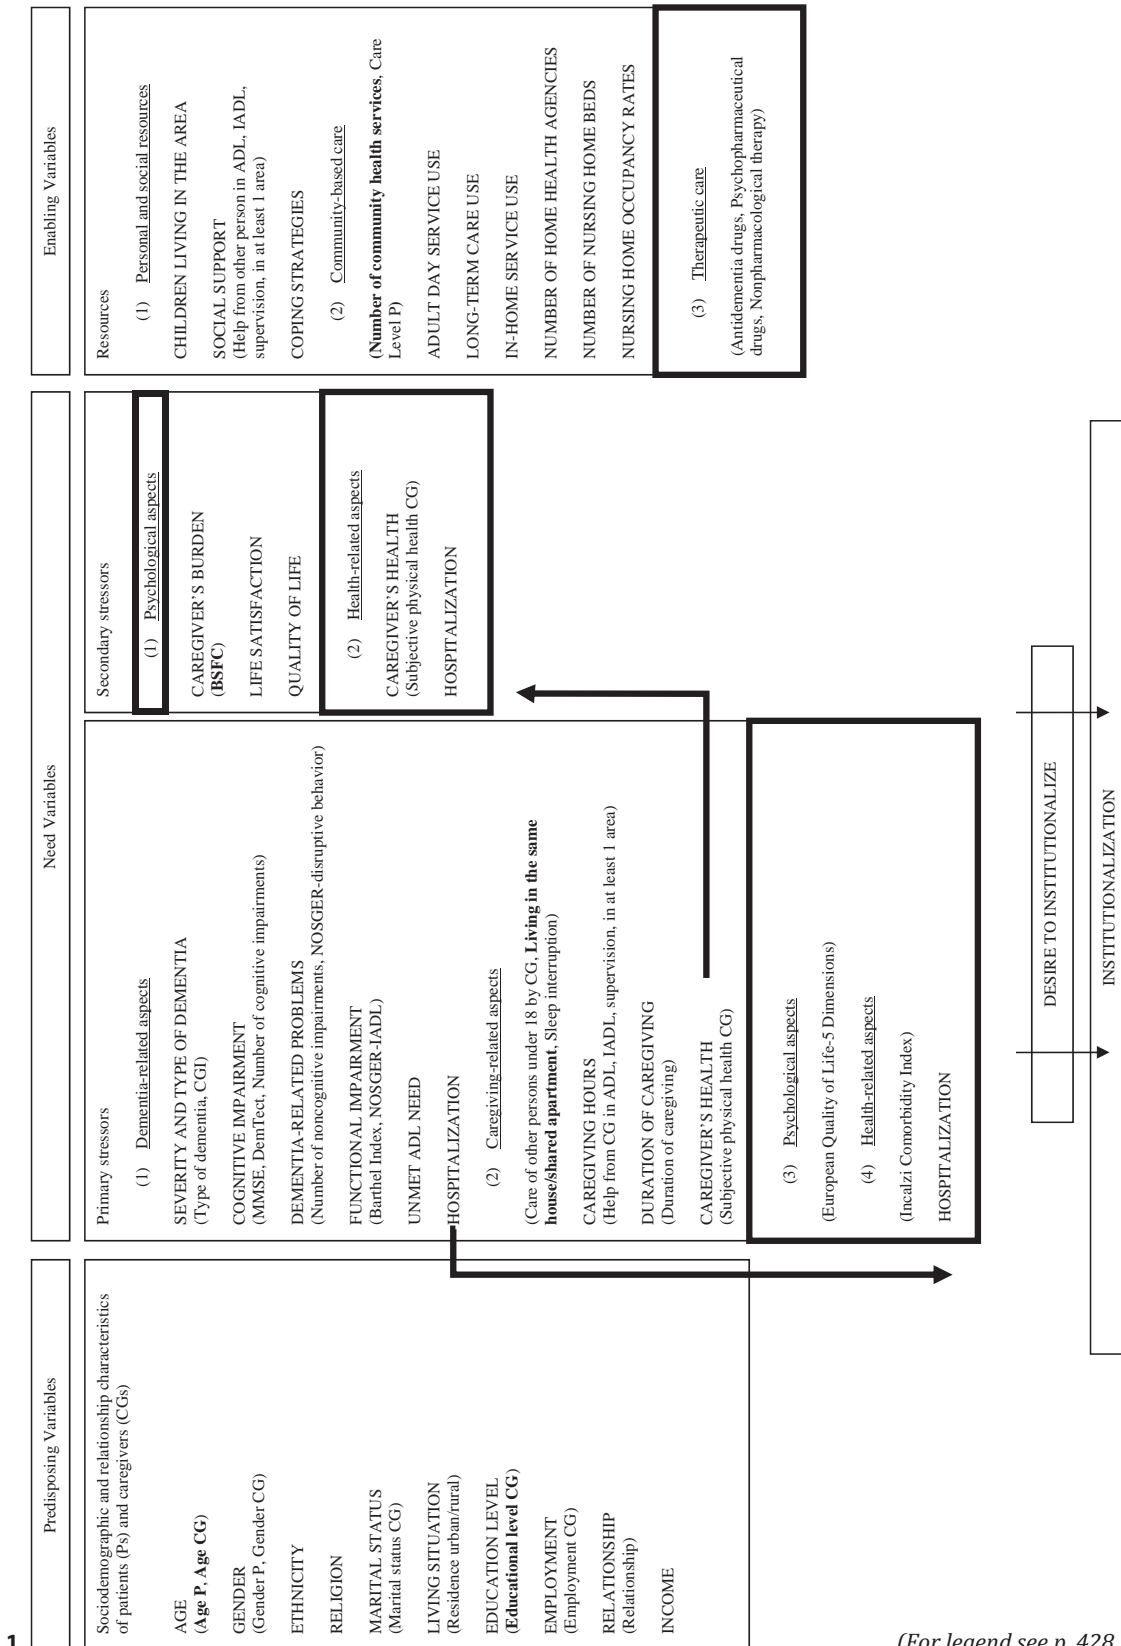 Predisposing Variables
Sociodemographic and relationship characteristics
of patients (Ps) and caregivers (CGs)
AGE
(Age P, Age CG)
GENDER
(Gender P, Gender CG)
ETHNICITY
RELIGION
MARITAL STATUS
(Marital status CG)
LIVING SITUATION
(Residence urban/rural)
EDUCATION LEVEL
(Educational level CG)
EMPLOYMENT
(Employment CG)
RELATIONSHIP
(Relationship)
INCOME
Need Variables
Primary stressors
(1) Dementia-related aspects
SEVERITY AND TYPE OF DEMENTIA
(Type of dementia, CGI)
COGNITIVE IMPAIRMENT
(MMSE, DemTect, Number of cognitive impairments)
DEMENTIA-RELATED PROBLEMS
(Number of noncognitive impairments, NOSGER-disruptive behavior)
FUNCTIONAL IMPAIRMENT
(Barthel Index, NOSGER-IADL)
UNMET ADL NEED
HOSPITALIZATION
(2) Caregiving-related aspects
(Care of other persons under 18 by CG, Living in the same
house/shared apartment, Sleep interruption)
CAREGIVING HOURS
(Help from CG in ADL, IADL, supervision, in at least 1 area)
DURATION OF CAREGIVING
(Duration of caregiving)
CAREGIVER'S HEALTH
(Subjective physical health CG)
(3) Psychological aspects
(European Quality of Life-5 Dimensions)
(4) Health-related aspects
(Incalzi Comorbidity Index)
HOSPITALIZATION
Secondary stressors
(1) Psychological aspects
CAREGIVER'S BURDEN
(BSFC)
LIFE SATISFACTION
QUALITY OF LIFE
(2) Health-related aspects
CAREGIVER'S HEALTH
(Subjective physical health CG)
HOSPITALIZATION
Enabling Variables
Resources
(1) Personal and social resources
CHILDREN LIVING IN THE AREA
SOCIAL SUPPORT
(Help from other person in ADL, IADL,
supervision, in at least 1 area)
COPING STRATEGIES
(2) Community-based care
(Number of community health services, Care
Level P)
ADULT DAY SERVICE USE
LONG-TERM CARE USE
IN-HOME SERVICE USE
NUMBER OF HOME HEALTH AGENCIES
NUMBER OF NURSING HOME BEDS
NURSING HOME OCCUPANCY RATES
(3) Therapeutic care
(Antidementia drugs, Psychopharmaceutical
drugs, Nonpharmacological therapy)
DESIRE TO INSTITUTIONALIZE
INSTITUTIONALIZATION
1
(For legend see p. 428.